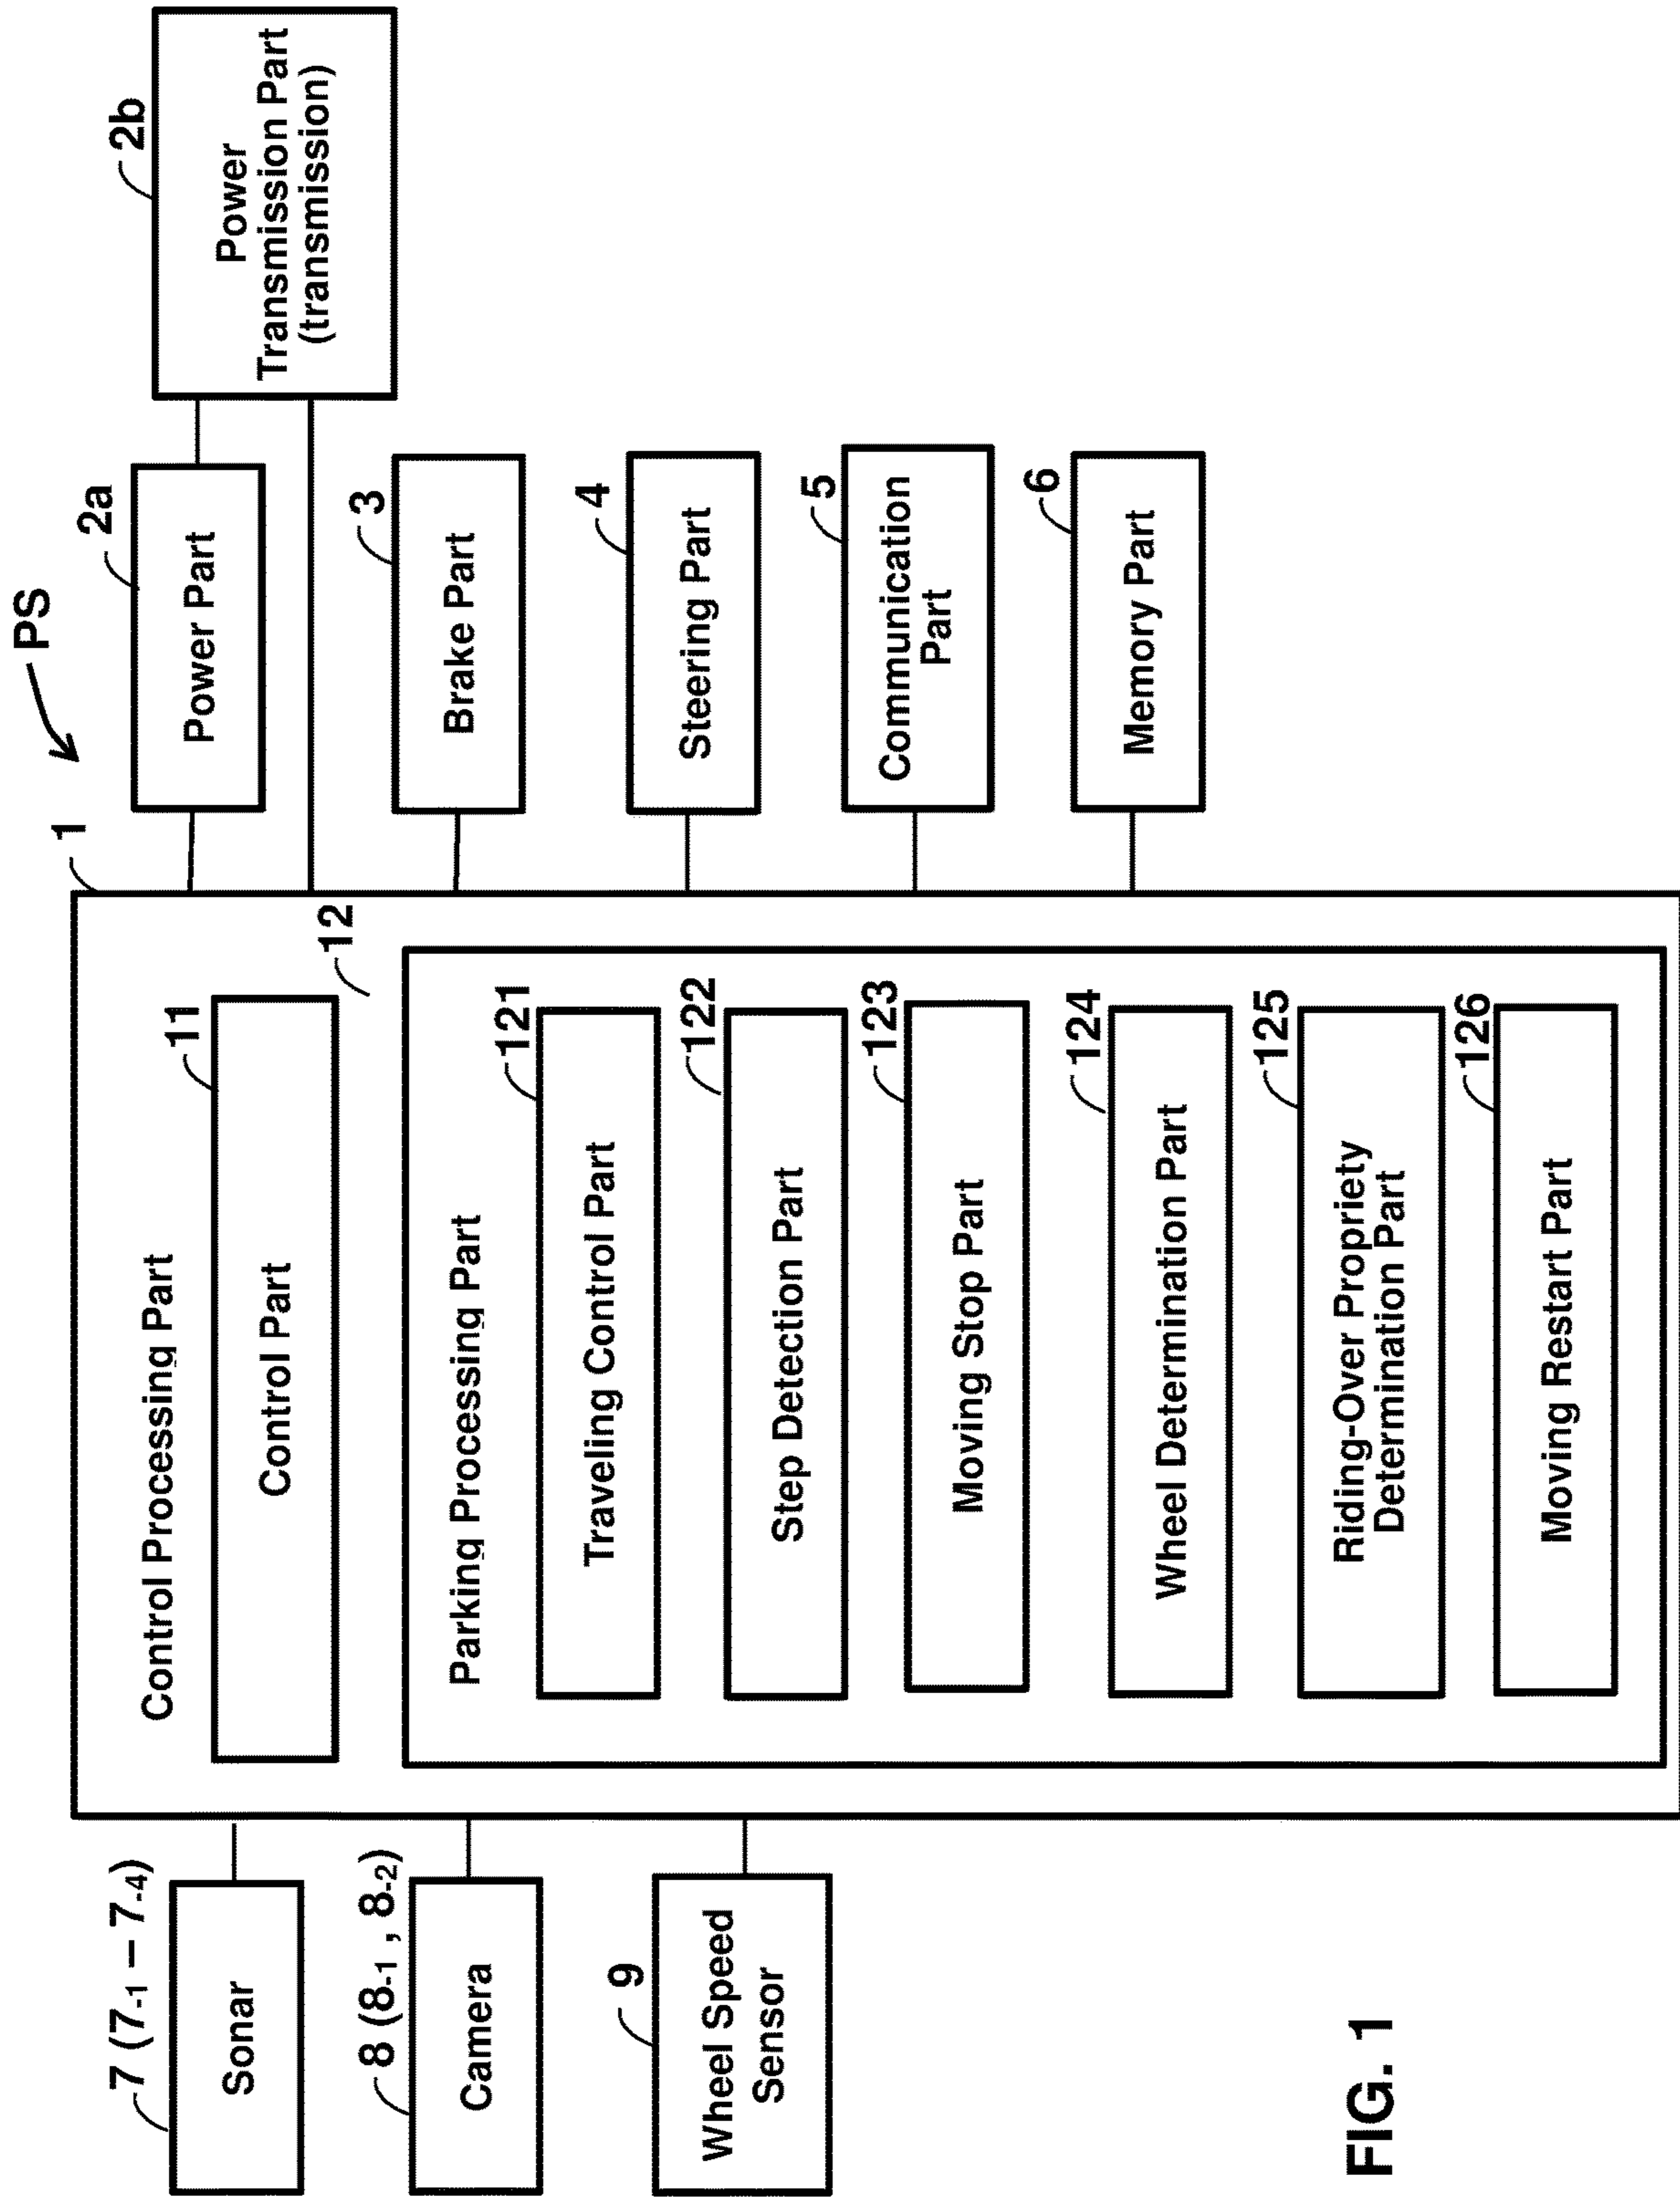 PS
7 (7-1 – 7-4)
Sonar
8 (8-1 , 8-2)
Camera
9
Wheel Speed
Sensor
1
Control Processing Part
11
Control Part
12
Parking Processing Part
121
Traveling Control Part
122
Step Detection Part
123
Moving Stop Part
124
Wheel Determination Part
125
Riding-Over Propriety
Determination Part
126
Moving Restart Part
2a
Power Part
2b
Power
Transmission Part
(transmission)
3
Brake Part
4
Steering Part
5
Communication
Part
6
Memory Part
FIG. 1